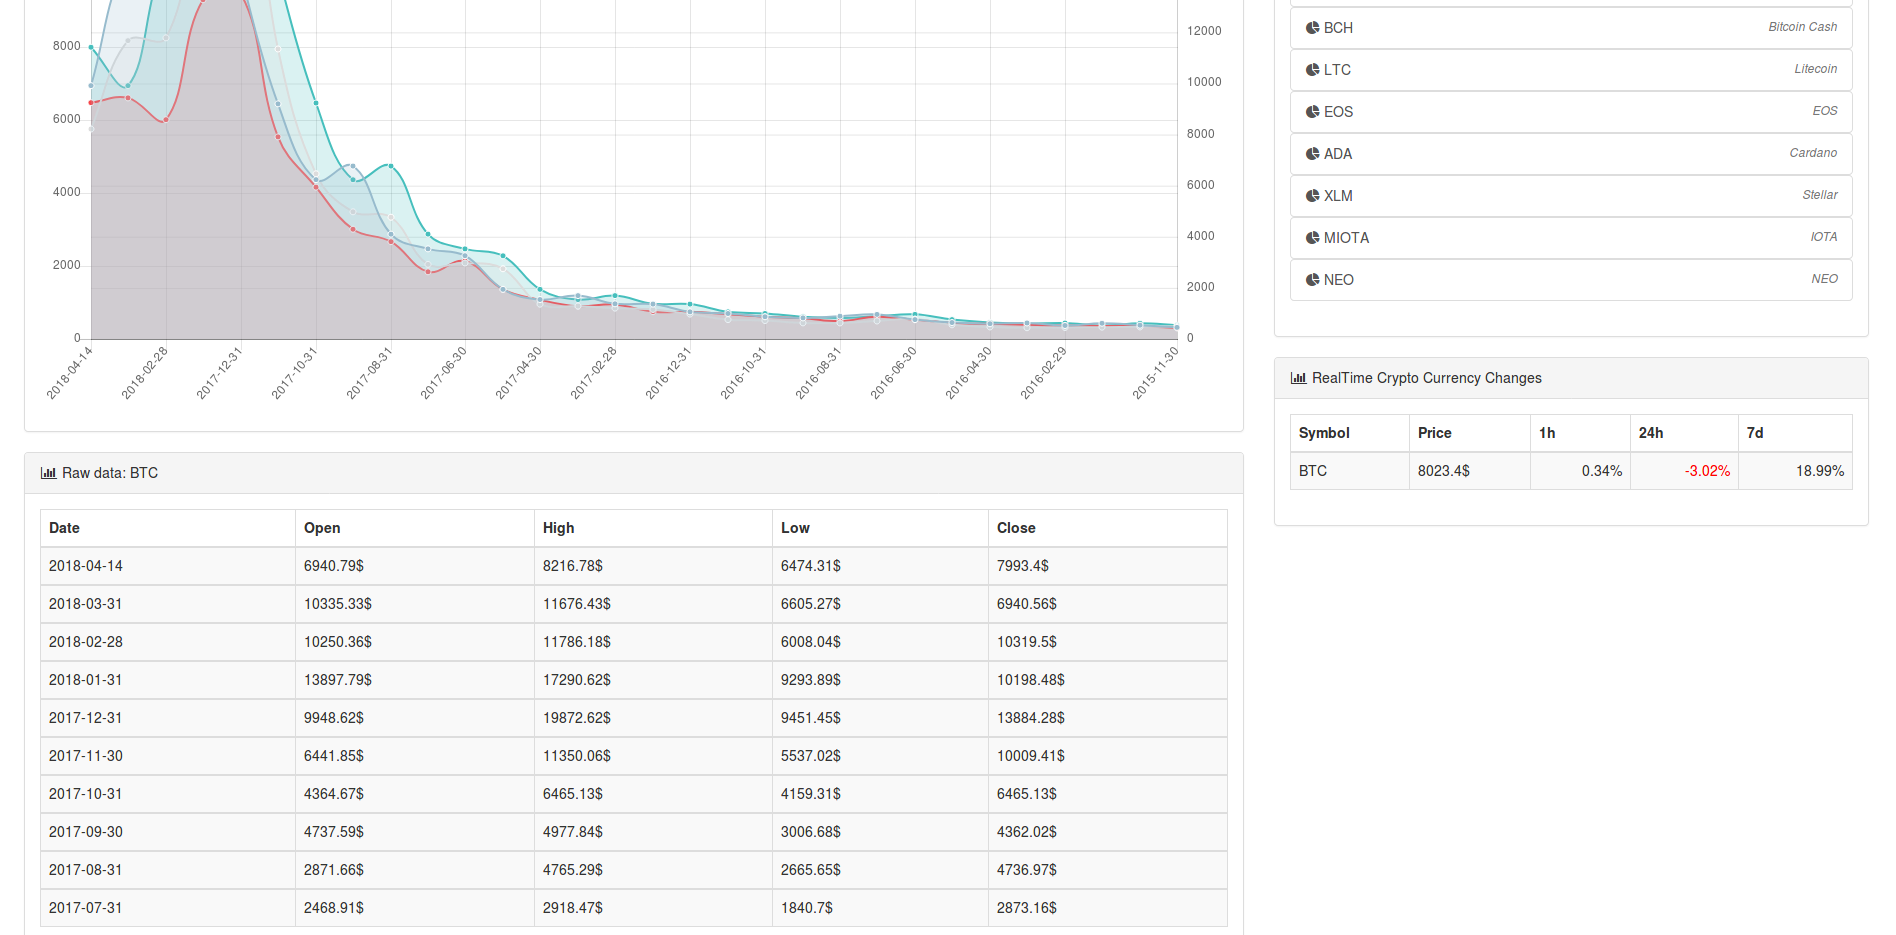 8000
6000
4000
2000
0
12000
10000
8000
6000
4000
2000
0
2018-04-14
2018-02-28
2017-12-31
2017-10-31
2017-08-31
2017-06-30
2017-04-30
2017-02-28
2016-12-31
2016-10-31
2016-08-31
2016-06-30
2016-04-30
2016-02-29
2015-11-30
Raw data: BTC
Date Open High Low Close
2018-04-14 6940.79$ 8216.78$ 6474.31$ 7993.4$
2018-03-31 10335.33$ 11676.43$ 6605.27$ 6940.56$
2018-02-28 10250.36$ 11786.18$ 6008.04$ 10319.5$
2018-01-31 13897.79$ 17290.62$ 9293.89$ 10198.48$
2017-12-31 9948.62$ 19872.62$ 9451.45$ 13884.28$
2017-11-30 6441.85$ 11350.06$ 5537.02$ 10009.41$
2017-10-31 4364.67$ 6465.13$ 4159.31$ 6465.13$
2017-09-30 4737.59$ 4977.84$ 3006.68$ 4362.02$
2017-08-31 2871.66$ 4765.29$ 2665.65$ 4736.97$
2017-07-31 2468.91$ 2918.47$ 1840.7$ 2873.16$
BCH Bitcoin Cash
LTC Litecoin
EOS EOS
ADA Cardano
XLM Stellar
MIOTA IOTA
NEO NEO
RealTime Crypto Currency Changes
Symbol Price 1h 24h 7d
BTC 8023.4$ 0.34% -3.02% 18.99%